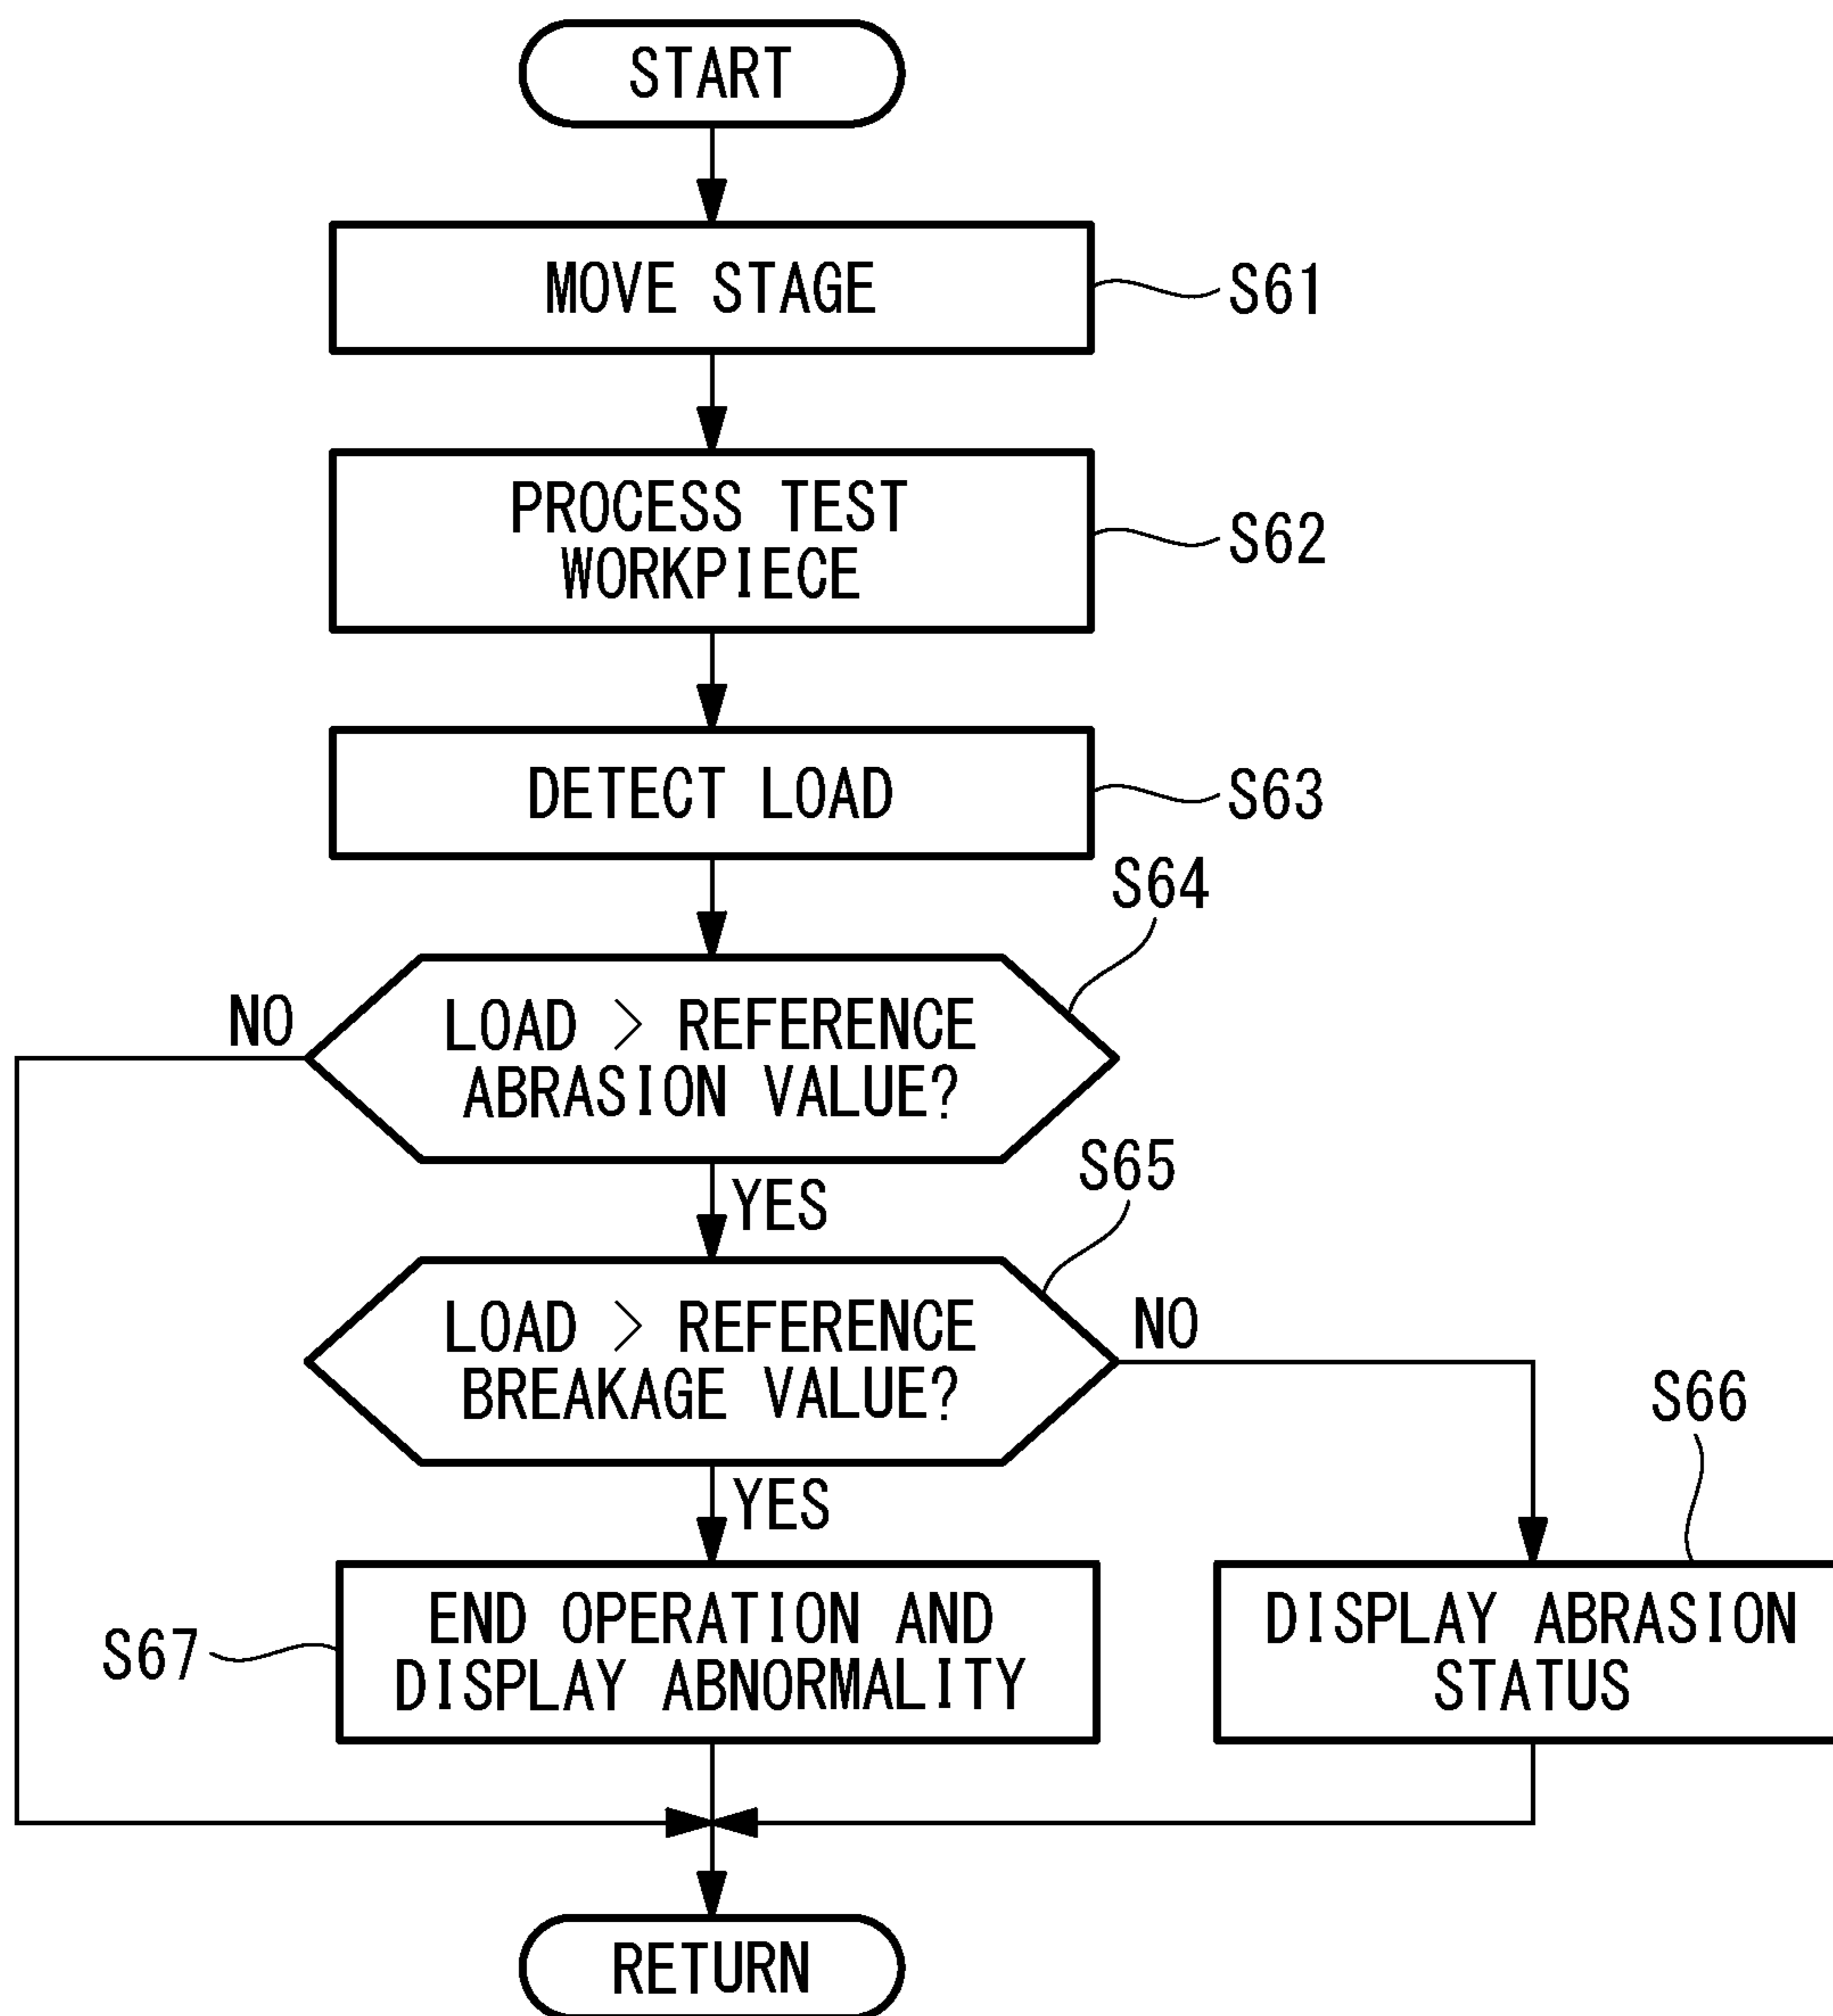 START
MOVE STAGE
S61
PROCESS TEST
WORKPIECE
S62
DETECT LOAD
S63
S64
NO
LOAD > REFERENCE
ABRASION VALUE?
YES
S65
LOAD > REFERENCE
BREAKAGE VALUE?
NO
YES
S66
S67
END OPERATION AND
DISPLAY ABNORMALITY
DISPLAY ABRASION
STATUS
RETURN